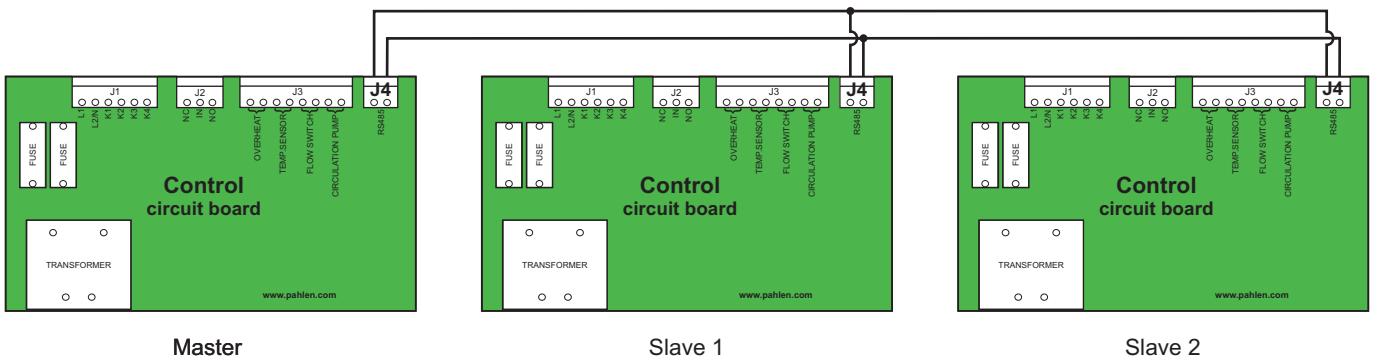 J1
J2
J3
J4
L1
L2/N
K1
K2
K3
K4
NC
IN
NO
OVERHEAT
TEMP.SENSOR
FLOW SWITCH
CIRCULATION PUMP
RS485
FUSE
FUSE
Control
circuit board
TRANSFORMER
www.pahlen.com
Master
J1
J2
J3
J4
L1
L2/N
K1
K2
K3
K4
NC
IN
NO
OVERHEAT
TEMP.SENSOR
FLOW SWITCH
CIRCULATION PUMP
RS485
FUSE
FUSE
Control
circuit board
TRANSFORMER
www.pahlen.com
Slave 1
J1
J2
J3
J4
L1
L2/N
K1
K2
K3
K4
NC
IN
NO
OVERHEAT
TEMP.SENSOR
FLOW SWITCH
CIRCULATION PUMP
RS485
FUSE
FUSE
Control
circuit board
TRANSFORMER
www.pahlen.com
Slave 2